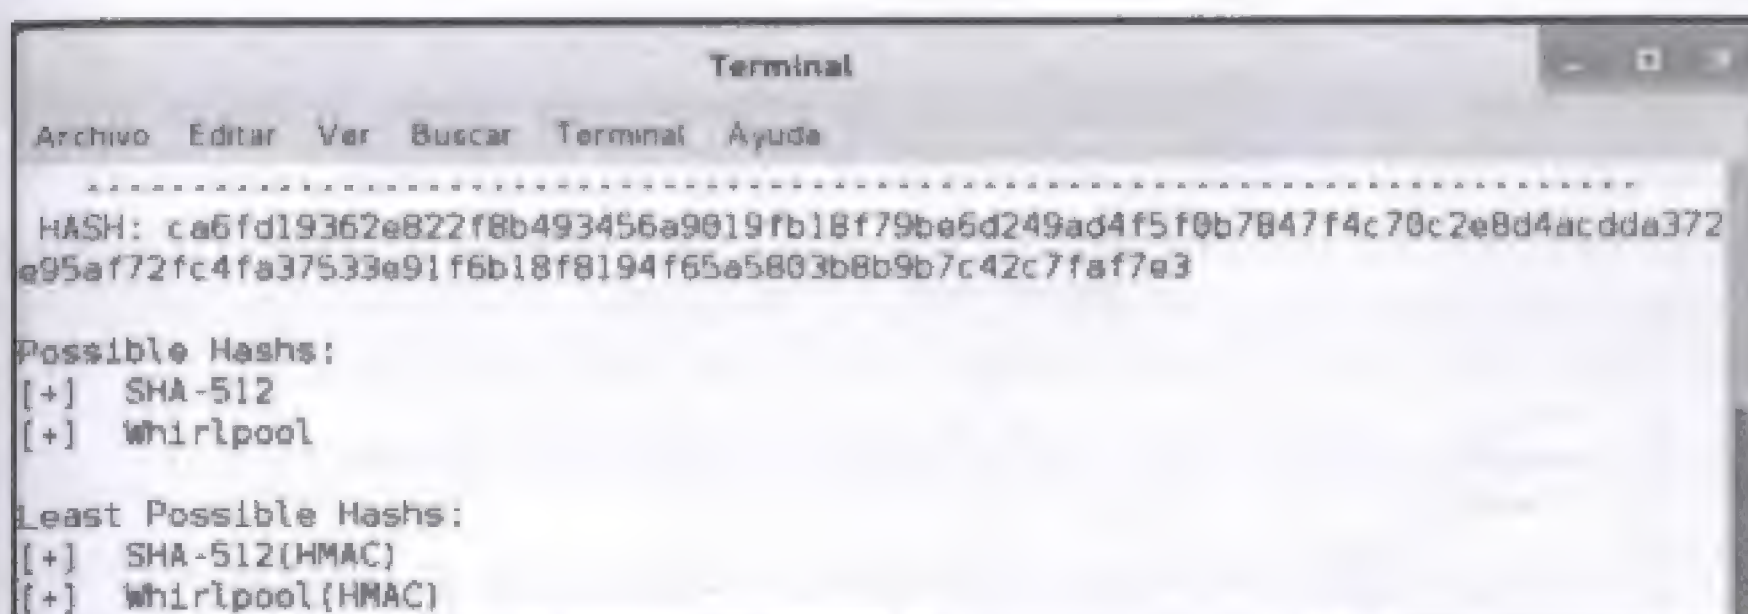 Terminal
Archivo Editar Ver Buscar Terminal Ayuda
HASH: ca6fd19362e822f8b493456a9019fb18f79be6d249ad4f5f0b7847f4c70c2e8d4acdda372
e95af72fc4fa37533e91f6b18f8194f65a5803b8b9b7c42c7faf7e3
Possible Hashs:
[+] SHA-512
[+] Whirlpool
Least Possible Hashs:
[+] SHA-512(HMAC)
[+] Whirlpool(HMAC)